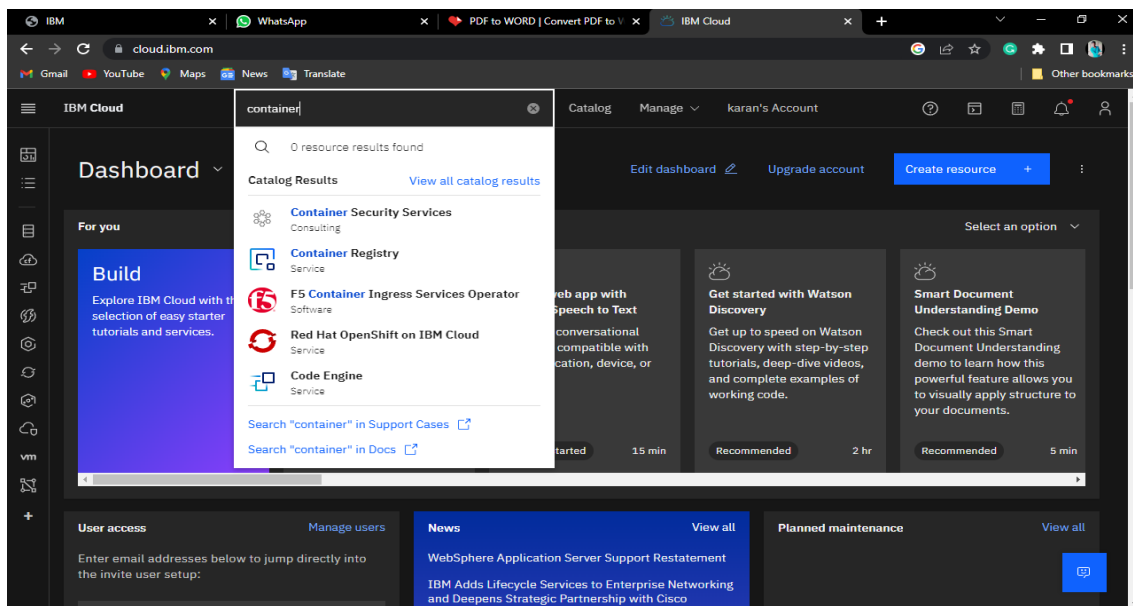 IBM
WhatsApp
PDF to WORD | Convert PDF to
IBM Cloud
cloud.ibm.com
Gmail
YouTube
Maps
News
Translate
Other bookmarks
IBM Cloud
container
Catalog
Manage
karan's Account
Dashboard
Edit dashboard
Upgrade account
Create resource +
0 resource results found
Catalog Results
View all catalog results
Container Security Services
Consulting
Container Registry
Service
F5 Container Ingress Services Operator
Software
Red Hat OpenShift on IBM Cloud
Service
Code Engine
Service
Search "container" in Support Cases
Search "container" in Docs
For you
Select an option
Build
Explore IBM Cloud with
selection of easy starter
tutorials and services.
app with
Speech to Text
conversational
compatible with
device, or
15 min
Get started with Watson
Discovery
Get up to speed on Watson
Discovery with step-by-step
tutorials, deep-dive videos,
and complete examples of
working code.
Recommended
2 hr
Smart Document
Understanding Demo
Check out this Smart
Document Understanding
demo to learn how this
powerful feature allows you
to visually apply structure to
your documents.
Recommended
5 min
vm
User access
Manage users
Enter email addresses below to jump directly into
the invite user setup:
News
View all
WebSphere Application Server Support Restatement
IBM Adds Lifecycle Services to Enterprise Networking
and Deepens Strategic Partnership with Cisco
Planned maintenance
View all